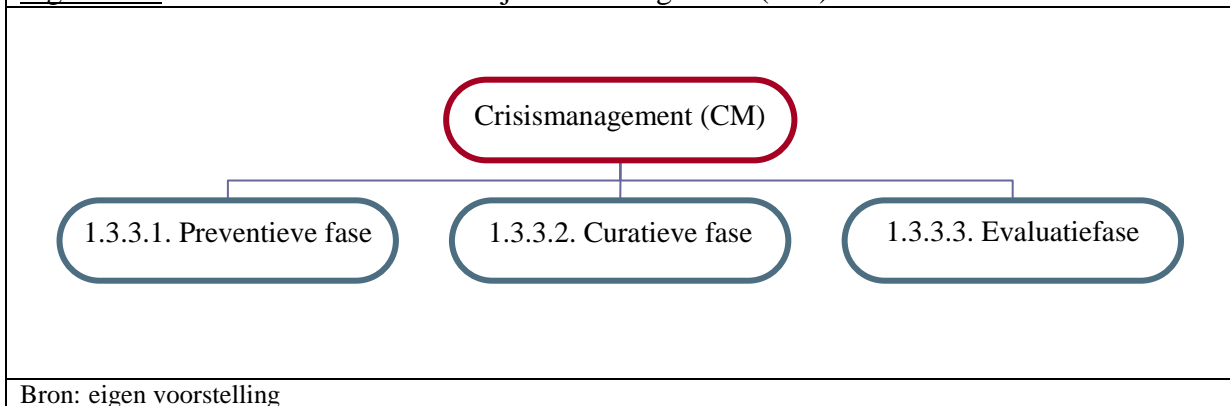 Crisismanagement (CM)
1.3.3.1. Preventieve fase
1.3.3.2. Curatieve fase
1.3.3.3. Evaluatiefase
Bron: eigen voorstelling